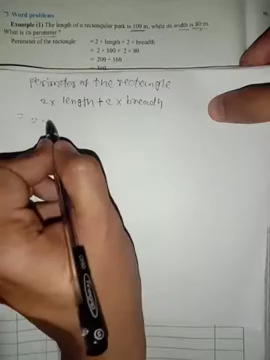 Word problems
Example (1) The length of a rectangular park is 100 m, while its width is 80 m.
What is its perimeter?
Perimeter of the rectangle = 2 × length + 2 × breadth
= 2 × 100 + 2 × 80
= 200 + 160
Perimeter of the rectangle
2 x length + 2 x breadh
=